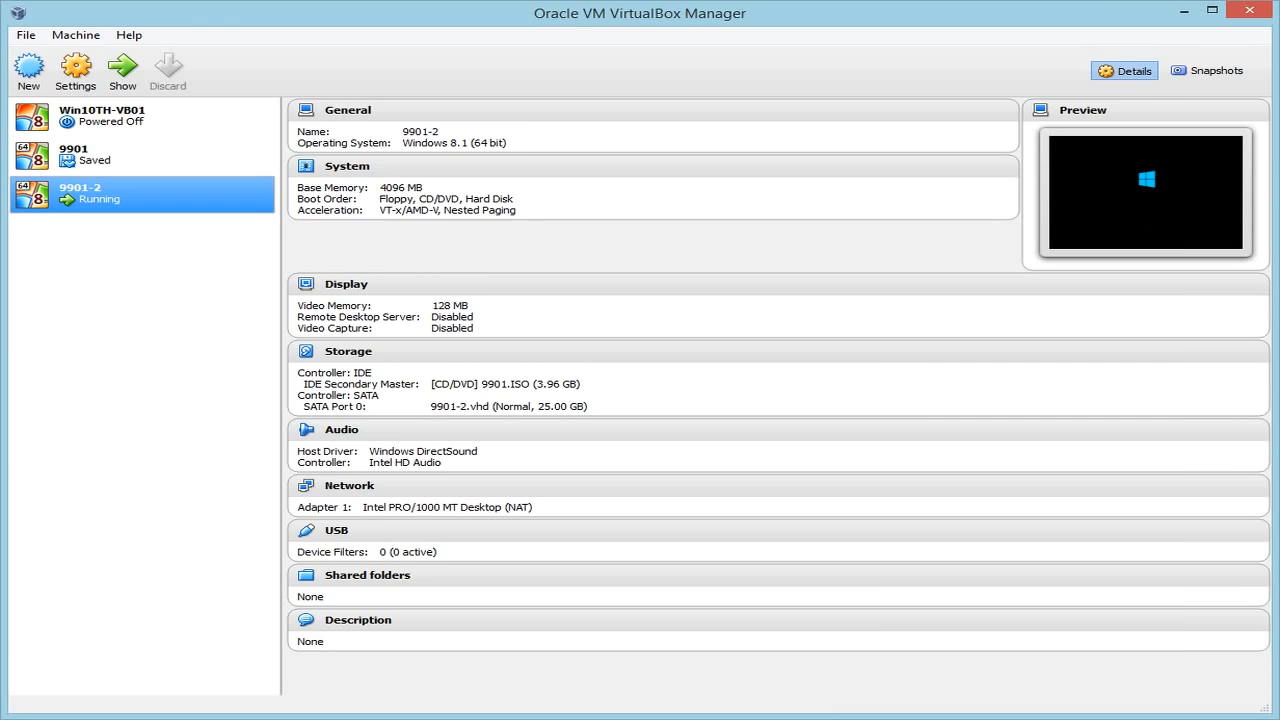 Oracle VM VirtualBox Manager
File Machine Help
New Settings Show Discard
Details Snapshots
Win10TH-VB01
Powered Off
64
9901
Saved
64
9901-2
Running
General
Name: 9901-2
Operating System: Windows 8.1 (64 bit)
System
Base Memory: 4096 MB
Boot Order: Floppy, CD/DVD, Hard Disk
Acceleration: VT-x/AMD-V, Nested Paging
Preview
Display
Video Memory: 128 MB
Remote Desktop Server: Disabled
Video Capture: Disabled
Storage
Controller: IDE
IDE Secondary Master: [CD/DVD] 9901.ISO (3.96 GB)
Controller: SATA
SATA Port 0: 9901-2.vhd (Normal, 25.00 GB)
Audio
Host Driver: Windows DirectSound
Controller: Intel HD Audio
Network
Adapter 1: Intel PRO/1000 MT Desktop (NAT)
USB
Device Filters: 0 (0 active)
Shared folders
None
Description
None